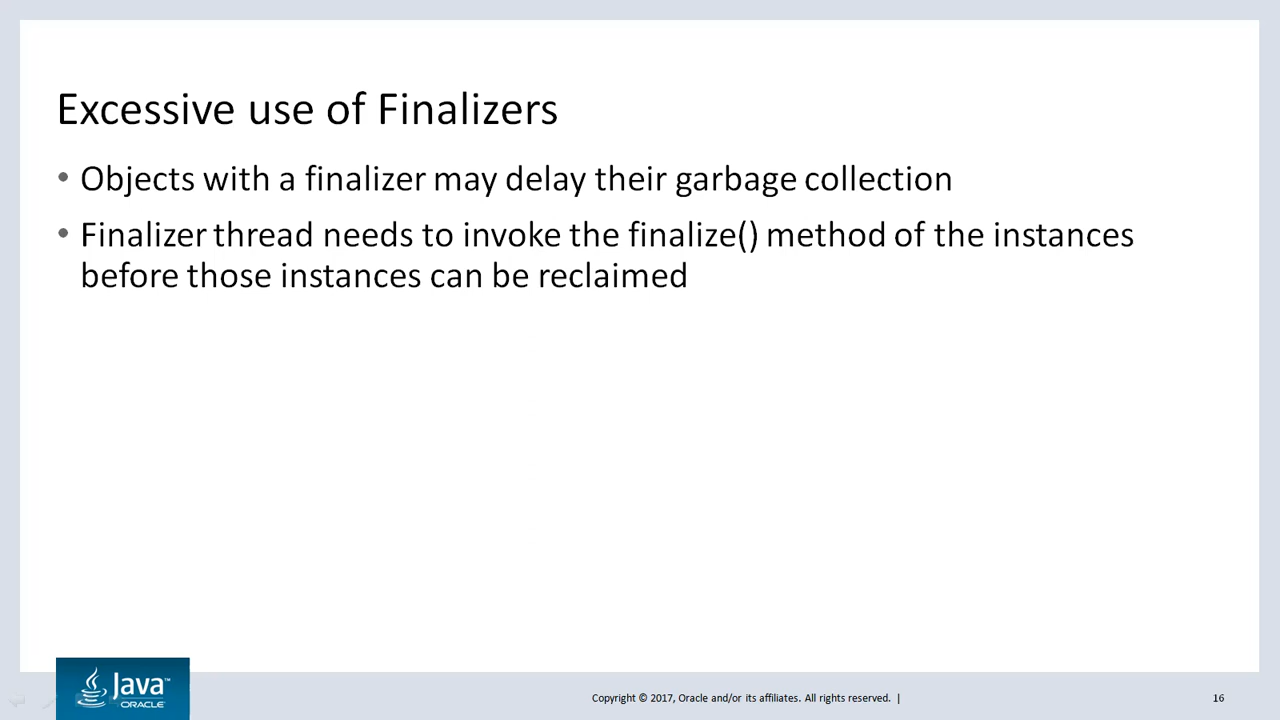 Excessive use of Finalizers
• Objects with a finalizer may delay their garbage collection
• Finalizer thread needs to invoke the finalize() method of the instances
before those instances can be reclaimed
Java™
ORACLE
Copyright © 2017, Oracle and/or its affiliates. All rights reserved. |
16